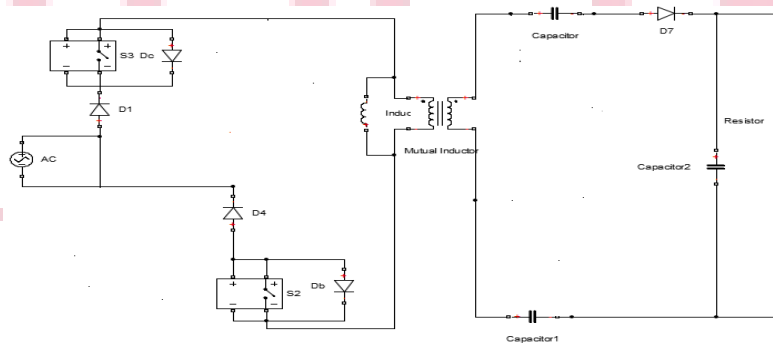 Capacitor
D7
S3 Dc
D1
Induc
Mutual Inductor
Resistor
AC
Capacitor2
D4
S2
Db
Capacitor1